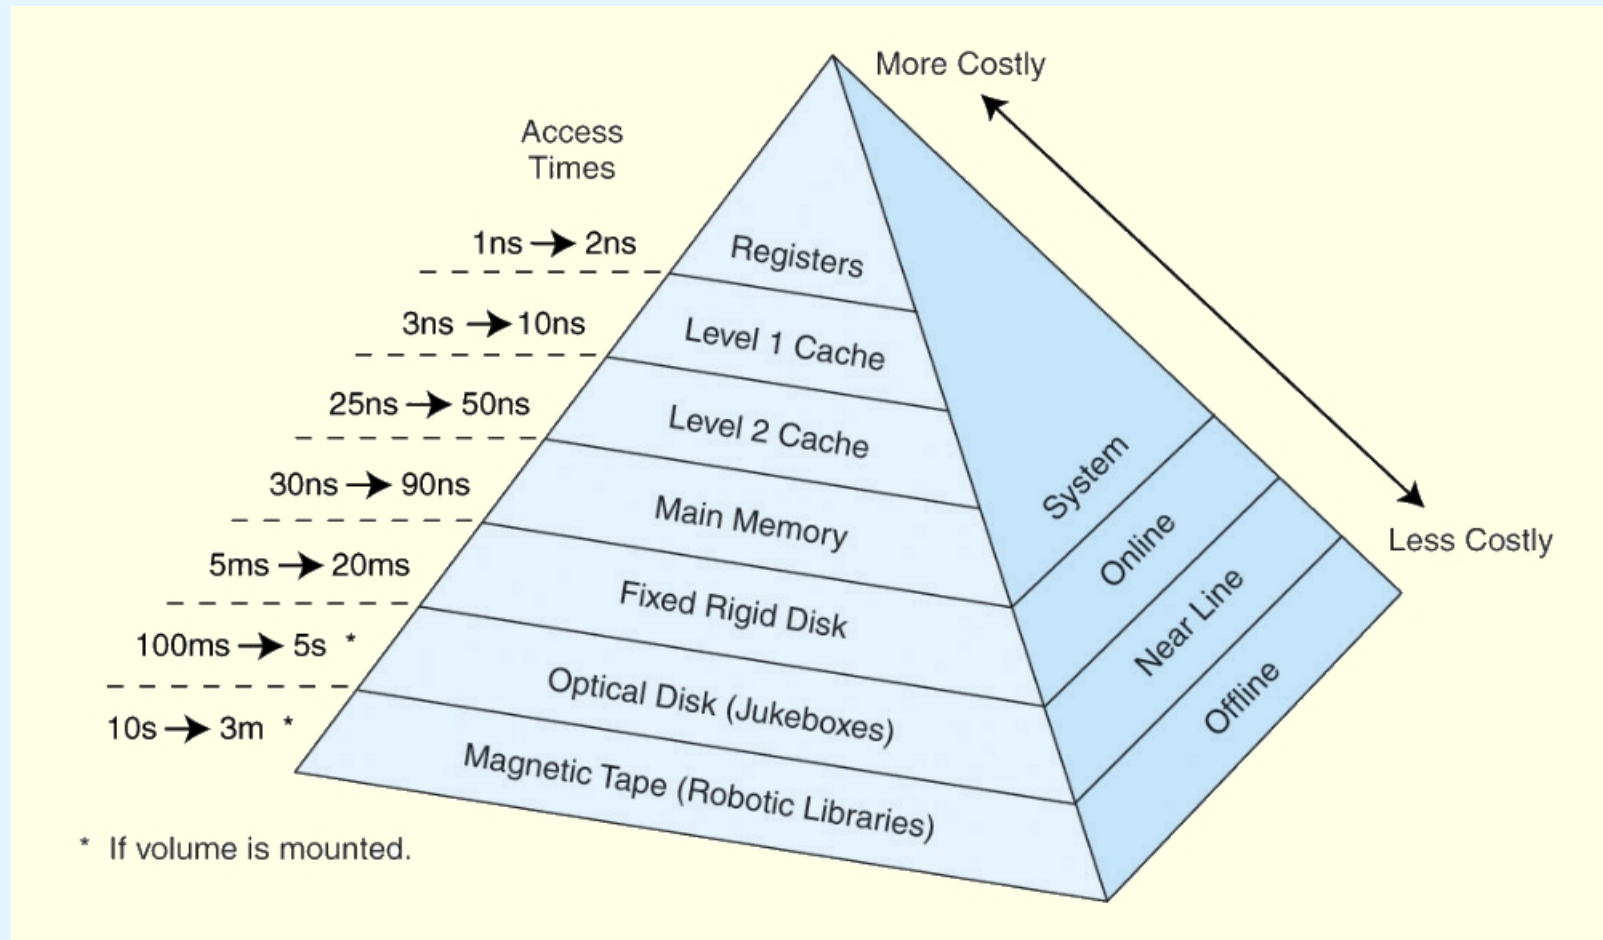 More Costly
Access
Times
1ns → 2ns
Registers
3ns → 10ns
Level 1 Cache
25ns → 50ns
Level 2 Cache
30ns → 90ns
Main Memory
5ms → 20ms
Fixed Rigid Disk
100ms → 5s *
Optical Disk (Jukeboxes)
10s → 3m *
Magnetic Tape (Robotic Libraries)
System
Online
Near Line
Offline
Less Costly
* If volume is mounted.